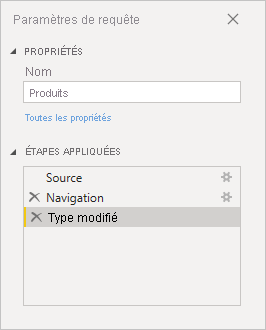 Paramètres de requête
PROPRIÉTÉS
Nom
Produits
Toutes les propriétés
ÉTAPES APPLIQUÉES
Source
Navigation
Type modifié